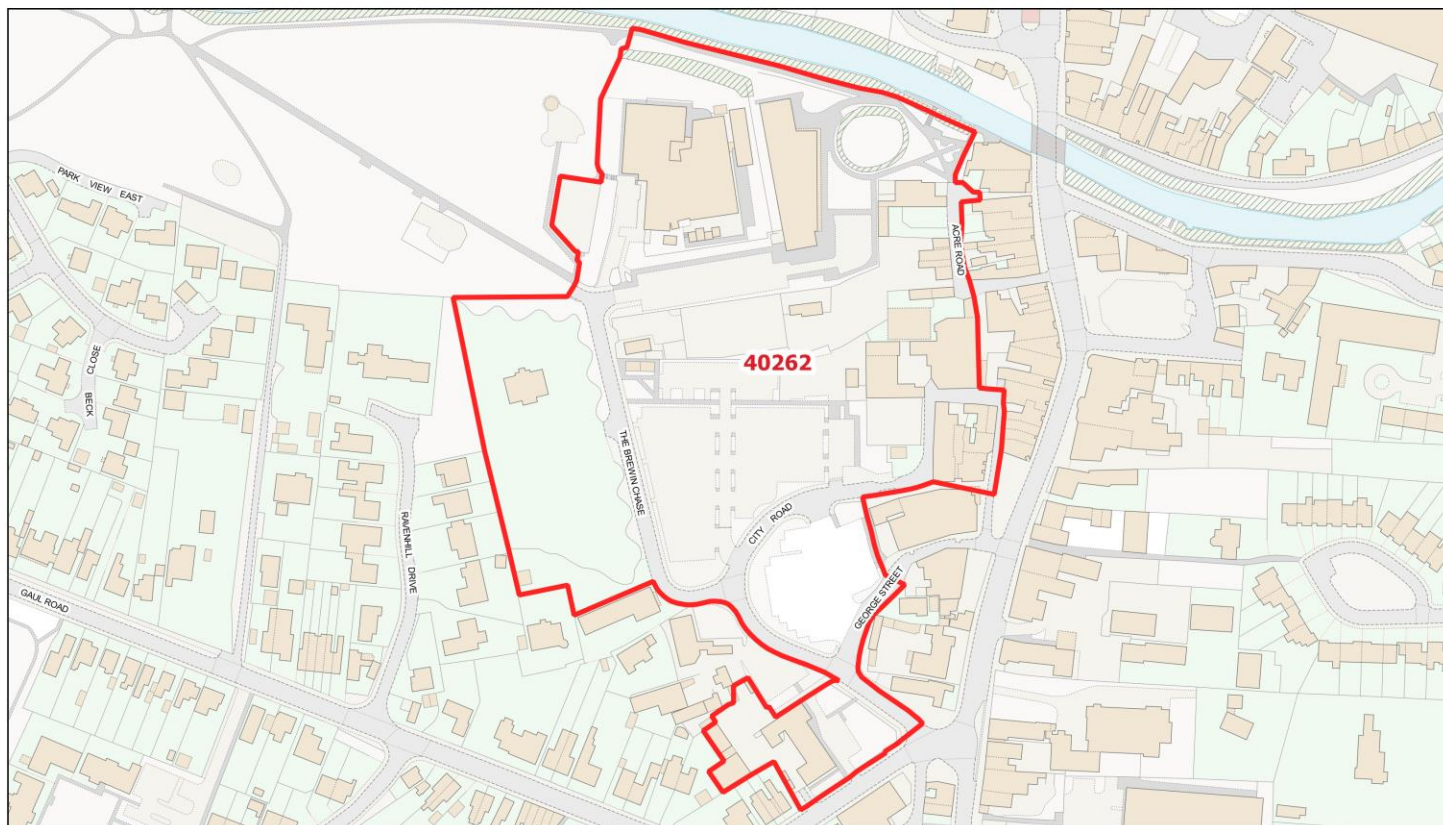 PARK VIEW EAST
ACRE ROAD
BECK CLOSE
40262
THE BREWIN CHASE
CITY ROAD
RAVENHILL DRIVE
GEORGE STREET
GAUL ROAD